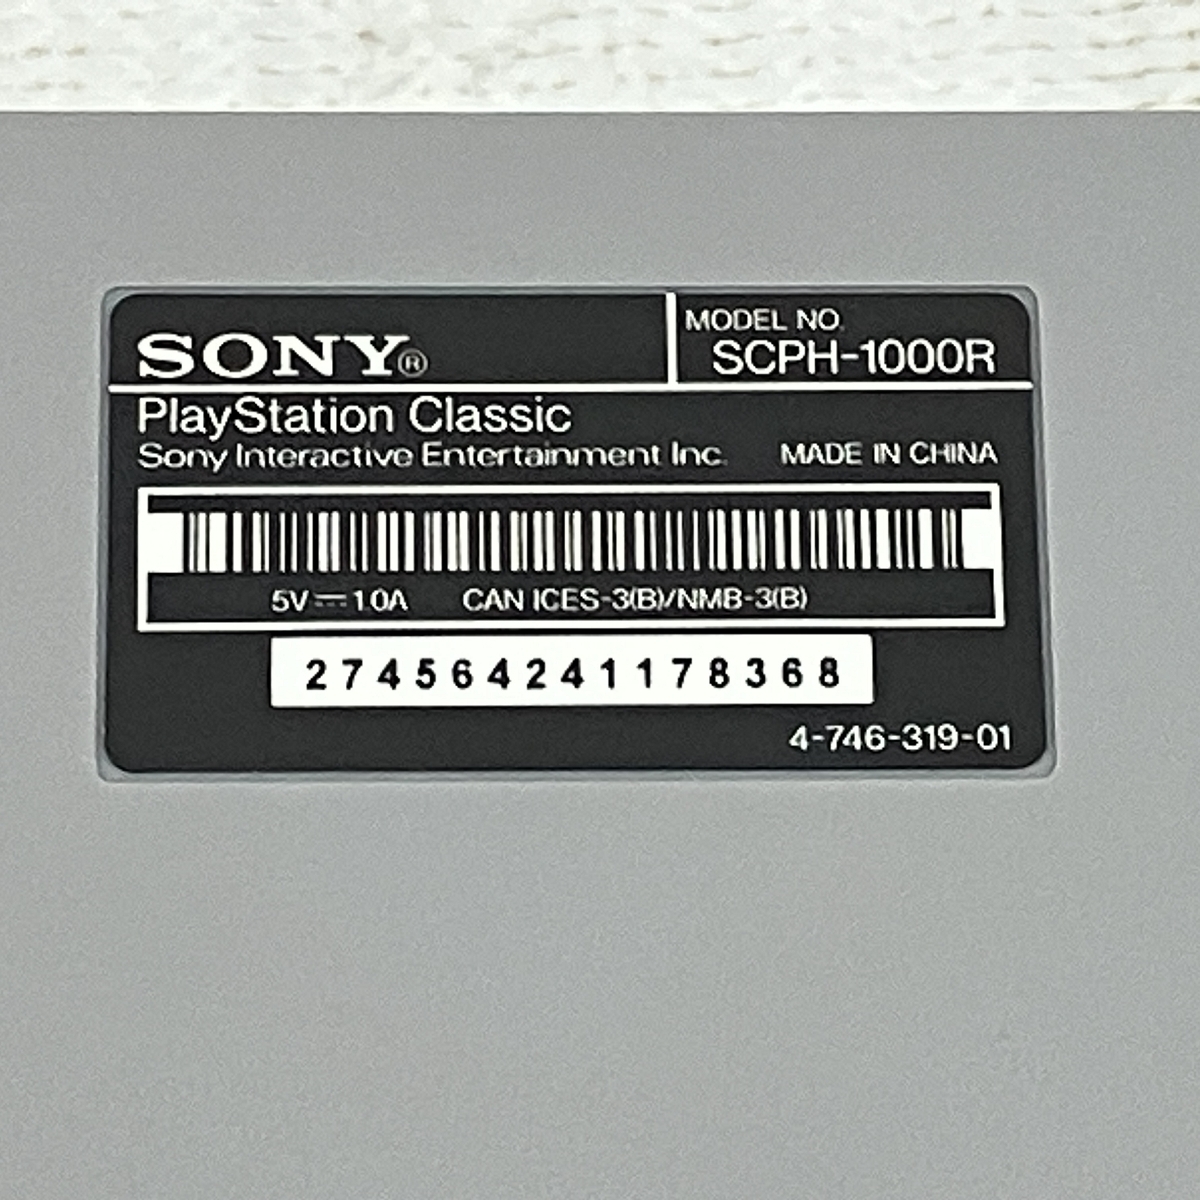 SONY®
MODEL NO.
SCPH-1000R
PlayStation Classic
Sony Interactive Entertainment Inc.
MADE IN CHINA
5V⎓1.0A CAN ICES-3(B)/NMB-3(B)
274564241178368
4-746-319-01